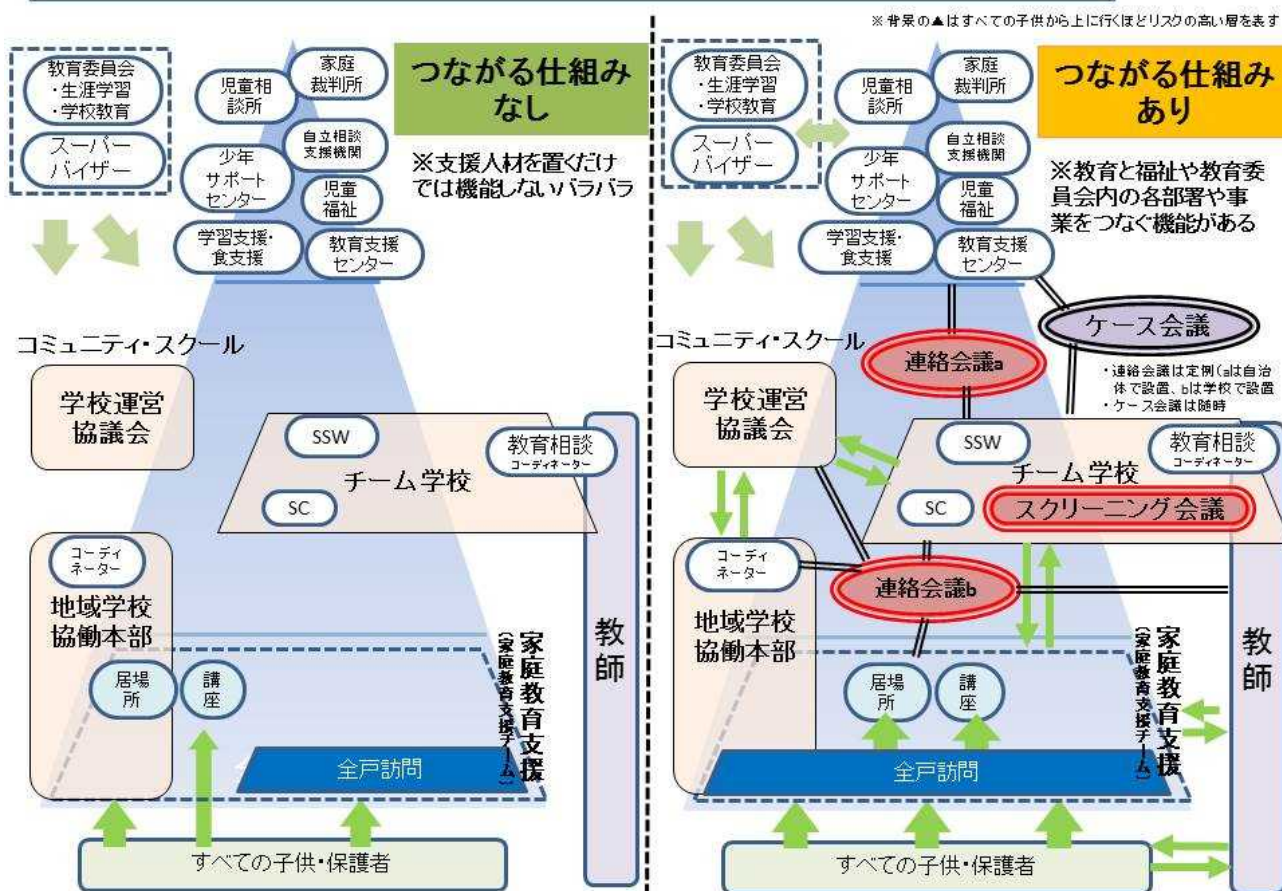 ※背景の▲はすべての子供から上に行くほどリスクの高い層を表す
教育委員会
・生涯学習
・学校教育
スーパー
バイザー
児童相
談所
家庭
裁判所
自立相談
支援機関
少年
サポート
センター
児童
福祉
学習支援・
食支援
教育支援
センター
つながる仕組み
なし
※支援人材を置くだけ
では機能しないバラバラ
コミュニティ・スクール
学校運営
協議会
SSW
教育相談
コーディネーター
チーム学校
SC
コーディ
ネーター
地域学校
協働本部
居場
所
講
座
家庭教育支援
(家庭教育支援チーム)
教師
全戸訪問
すべての子供・保護者
教育委員会
・生涯学習
・学校教育
スーパー
バイザー
児童相
談所
家庭
裁判所
自立相談
支援機関
少年
サポート
センター
児童
福祉
学習支援・
食支援
教育支援
センター
つながる仕組み
あり
※教育と福祉や教育委
員会内の各部署や事
業をつなぐ機能がある
ケース会議
連絡会議a
・連絡会議は定例(aは自治
体で設置、bは学校で設置
・ケース会議は随時
コミュニティ・スクール
学校運営
協議会
SSW
教育相談
コーディネーター
チーム学校
SC
スクリーニング会議
コーディ
ネーター
連絡会議b
地域学校
協働本部
居場
所
講
座
家庭教育支援
(家庭教育支援チーム)
教師
全戸訪問
すべての子供・保護者